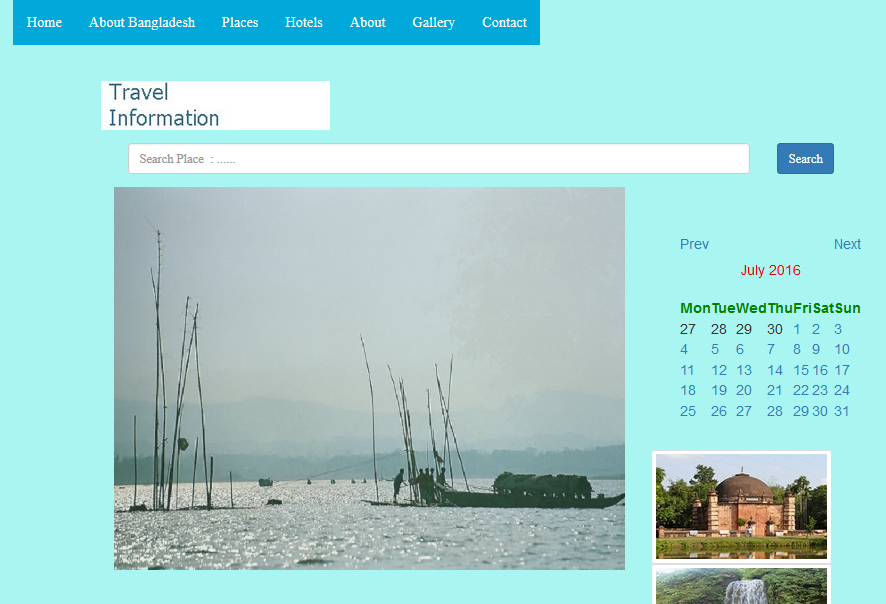 Home About Bangladesh Places Hotels About Gallery Contact
Travel
Information
Search Place : ...... Search
Prev Next
July 2016
Mon Tue Wed Thu Fri Sat Sun
27 28 29 30 1 2 3
4 5 6 7 8 9 10
11 12 13 14 15 16 17
18 19 20 21 22 23 24
25 26 27 28 29 30 31